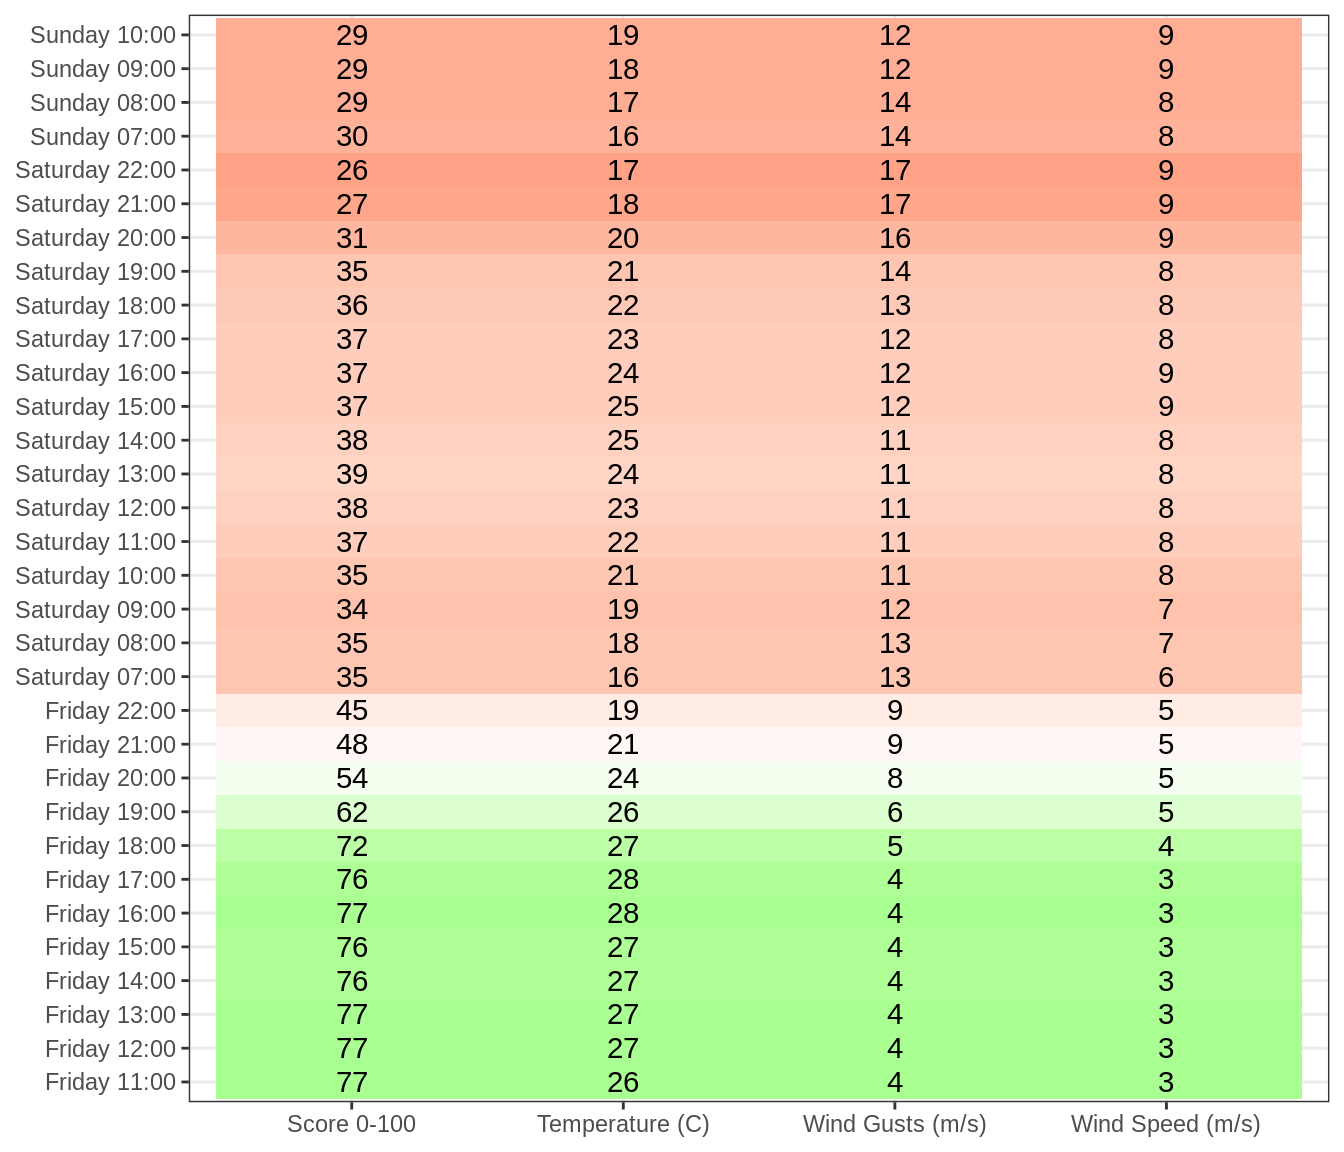 Sunday 10:00 29 19 12 9
Sunday 09:00 29 18 12 9
Sunday 08:00 29 17 14 8
Sunday 07:00 30 16 14 8
Saturday 22:00 26 17 17 9
Saturday 21:00 27 18 17 9
Saturday 20:00 31 20 16 9
Saturday 19:00 35 21 14 8
Saturday 18:00 36 22 13 8
Saturday 17:00 37 23 12 8
Saturday 16:00 37 24 12 9
Saturday 15:00 37 25 12 9
Saturday 14:00 38 25 11 8
Saturday 13:00 39 24 11 8
Saturday 12:00 38 23 11 8
Saturday 11:00 37 22 11 8
Saturday 10:00 35 21 11 8
Saturday 09:00 34 19 12 7
Saturday 08:00 35 18 13 7
Saturday 07:00 35 16 13 6
Friday 22:00 45 19 9 5
Friday 21:00 48 21 9 5
Friday 20:00 54 24 8 5
Friday 19:00 62 26 6 5
Friday 18:00 72 27 5 4
Friday 17:00 76 28 4 3
Friday 16:00 77 28 4 3
Friday 15:00 76 27 4 3
Friday 14:00 76 27 4 3
Friday 13:00 77 27 4 3
Friday 12:00 77 27 4 3
Friday 11:00 77 26 4 3
Score 0-100 Temperature (C) Wind Gusts (m/s) Wind Speed (m/s)